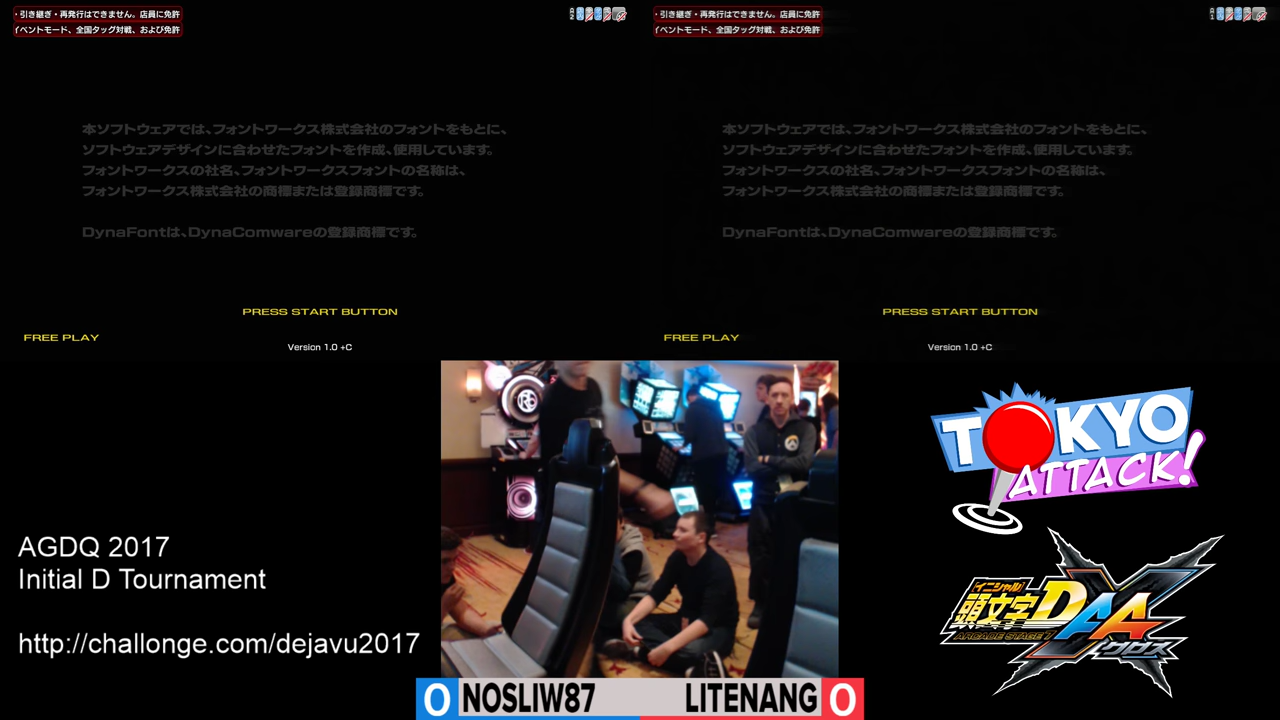 ・引き継ぎ・再発行はできません。店員に免許
イベントモード、全国タッグ対戦、および免許
本ソフトウェアでは、フォントワークス株式会社のフォントをもとに、
ソフトウェアデザインに合わせたフォントを作成、使用しています。
フォントワークスの社名、フォントワークスフォントの名称は、
フォントワークス株式会社の商標または登録商標です。
DynaFontは、DynaComwareの登録商標です。
PRESS START BUTTON
FREE PLAY
Version 1.0 +C
・引き継ぎ・再発行はできません。店員に免許
イベントモード、全国タッグ対戦、および免許
本ソフトウェアでは、フォントワークス株式会社のフォントをもとに、
ソフトウェアデザインに合わせたフォントを作成、使用しています。
フォントワークスの社名、フォントワークスフォントの名称は、
フォントワークス株式会社の商標または登録商標です。
DynaFontは、DynaComwareの登録商標です。
PRESS START BUTTON
FREE PLAY
Version 1.0 +C
AGDQ 2017
Initial D Tournament
http://challonge.com/dejavu2017
TOKYO
ATTACK!
[イニシャル]
頭文字D
ARCADE STAGE 7
AA
X
クロス
0 NOSLIW87 LITENANG 0